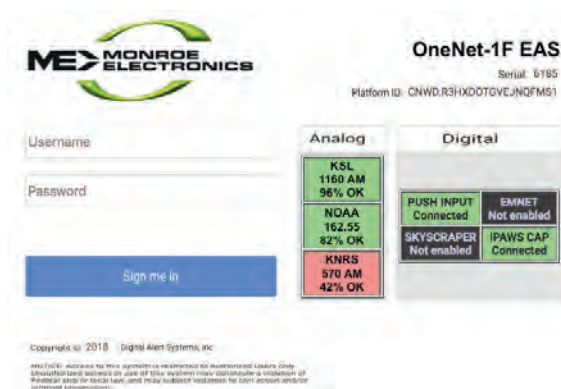 MONROE
ELECTRONICS
OneNet-1F EAS
Serial: 6185
Platform ID: CNWD.R3HXDOTGVEJNQFMS1
Username
Password
Sign me in
Analog
KSL
1160 AM
96% OK
NOAA
162.55
82% OK
KNRS
570 AM
42% OK
Digital
PUSH INPUT
Connected
EMNET
Not enabled
SKYSCRAPER
Not enabled
IPAWS CAP
Connected
Copyright © 2018 Digital Alert Systems, Inc
NOTICE: Access to this system is restricted to Authorized Users only.
Unauthorized access or use of this system may constitute a violation of
Federal and/or local law, and may subject violators to civil action and/or